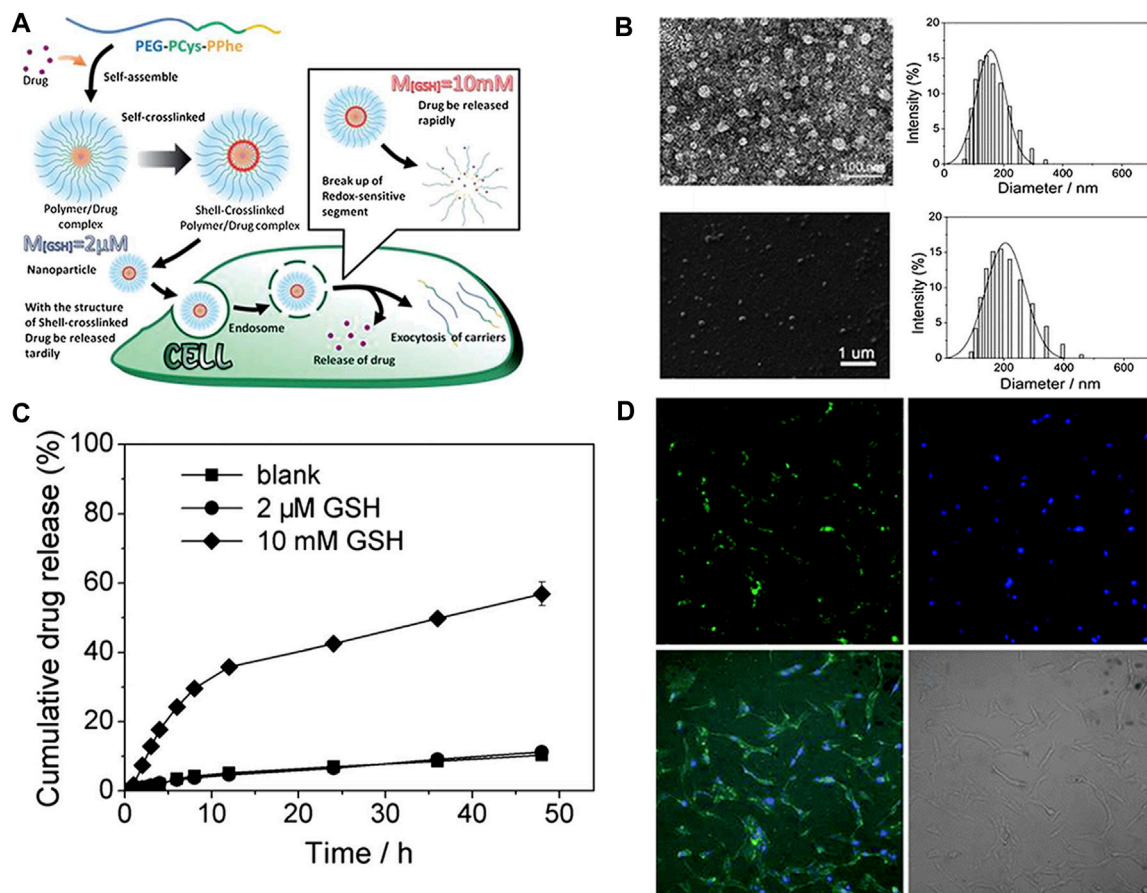 A
PEG-PCys-PPhe
Drug
Self-assemble
Self-crosslinked
Polymer/Drug
complex
Shell-Crosslinked
Polymer/Drug complex
M[GSH]=10mM
Drug be released
rapidly
Break up of
Redox-sensitive
segment
M[GSH]=2μM
Nanoparticle
With the structure
of Shell-crosslinked
Drug be released
tardily
Endosome
CELL
Release of drug
Exocytosis of carriers
B
100 nm
Intensity (%)
20
15
10
5
0
200 400 600
Diameter / nm
1 um
Intensity (%)
20
15
10
5
0
200 400 600
Diameter / nm
C
Cumulative drug release (%)
100
80
60
40
20
0
blank
2 μM GSH
10 mM GSH
0 10 20 30 40 50
Time / h
D